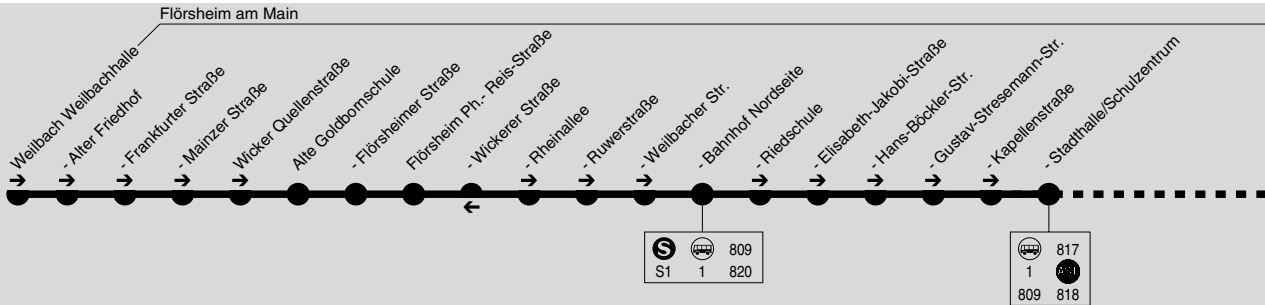 Flörsheim am Main
Weilbach Weilbachhalle
- Alter Friedhof
- Frankfurter Straße
- Mainzer Straße
Wicker Quellenstraße
Alte Goldbornschule
- Flörsheimer Straße
Flörsheim Ph.- Reis-Straße
- Wickerer Straße
- Rheinallee
- Ruwerstraße
- Weilbacher Str.
- Bahnhof Nordseite
- Riedschule
- Elisabeth-Jakobi-Straße
- Hans-Böckler-Str.
- Gustav-Stresemann-Str.
- Kapellenstraße
- Stadthalle/Schulzentrum
S 809
S1 1 820
817
1 AST
809 818